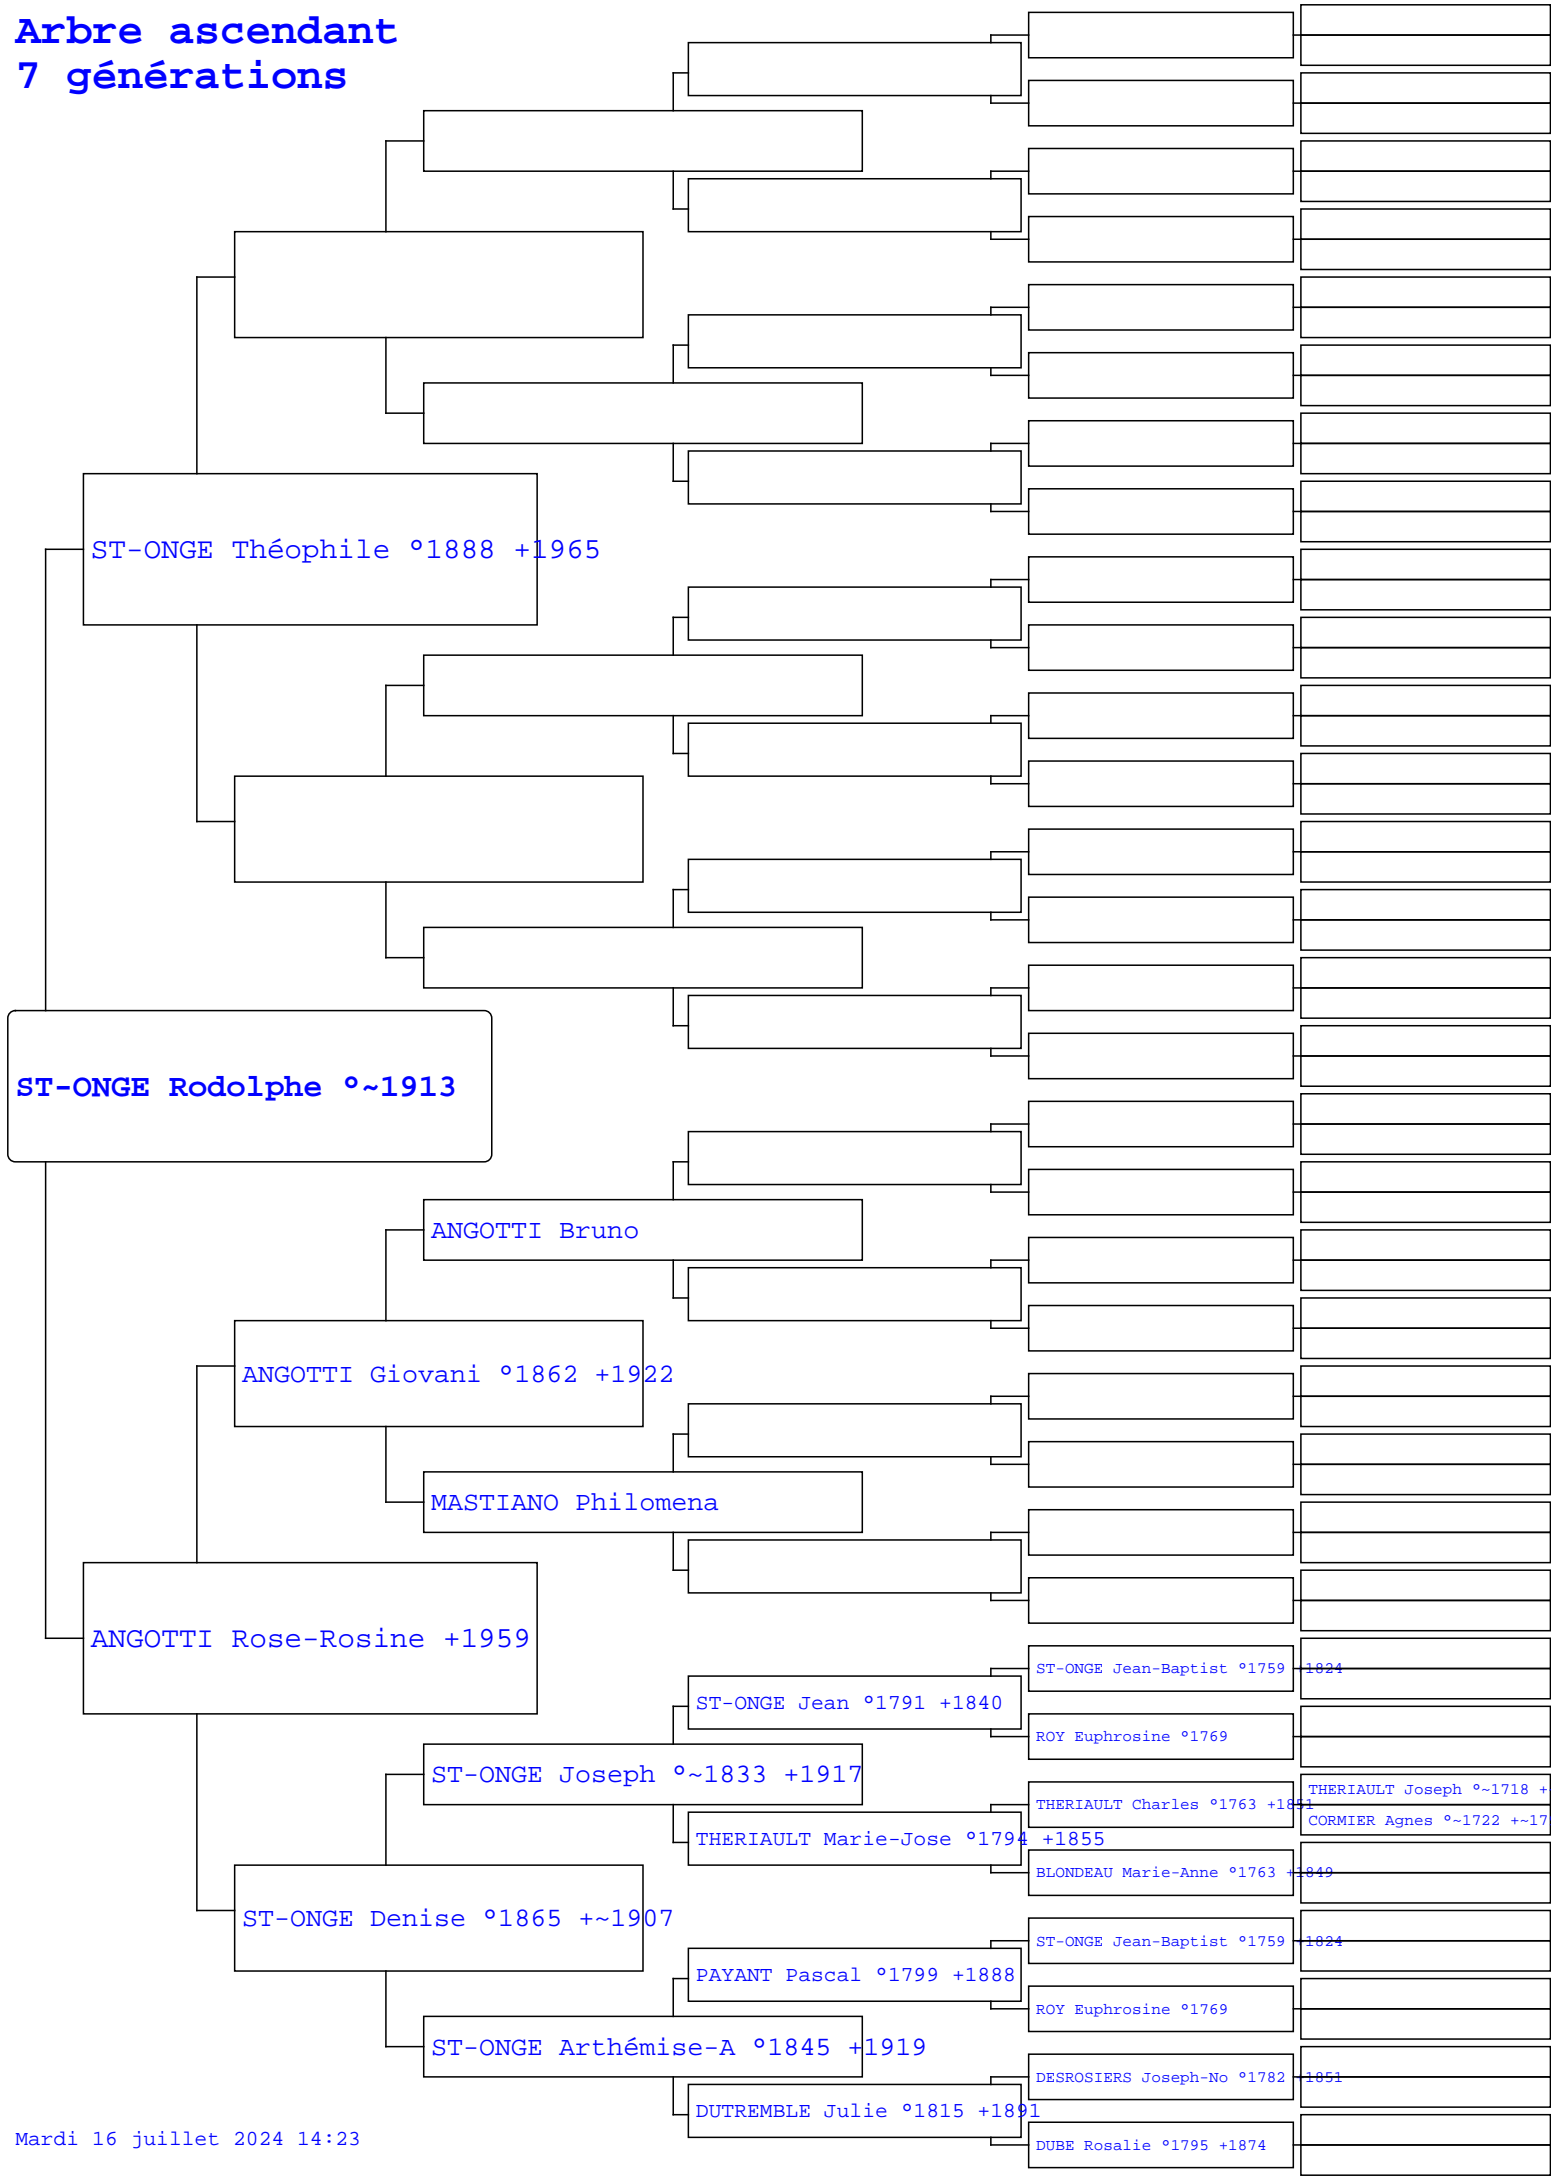 Arbre ascendant
7 générations
ST-ONGE Théophile °1888 +1965
ST-ONGE Rodolphe °~1913
ANGOTTI Bruno
ANGOTTI Giovani °1862 +1922
MASTIANO Philomena
ANGOTTI Rose-Rosine +1959
ST-ONGE Jean-Baptist °1759 +1824
ST-ONGE Jean °1791 +1840
ROY Euphrosine °1769
ST-ONGE Joseph °~1833 +1917
THERIAULT Joseph °~1718 +
THERIAULT Charles °1763 +1851
CORMIER Agnes °~1722 +~17
THERIAULT Marie-Jose °1794 +1855
BLONDEAU Marie-Anne °1763 +1849
ST-ONGE Denise °1865 +~1907
ST-ONGE Jean-Baptist °1759 +1824
PAYANT Pascal °1799 +1888
ROY Euphrosine °1769
ST-ONGE Arthémise-A °1845 +1919
DESROSIERS Joseph-No °1782 +1851
DUTREMBLE Julie °1815 +1891
DUBE Rosalie °1795 +1874
Mardi 16 juillet 2024 14:23